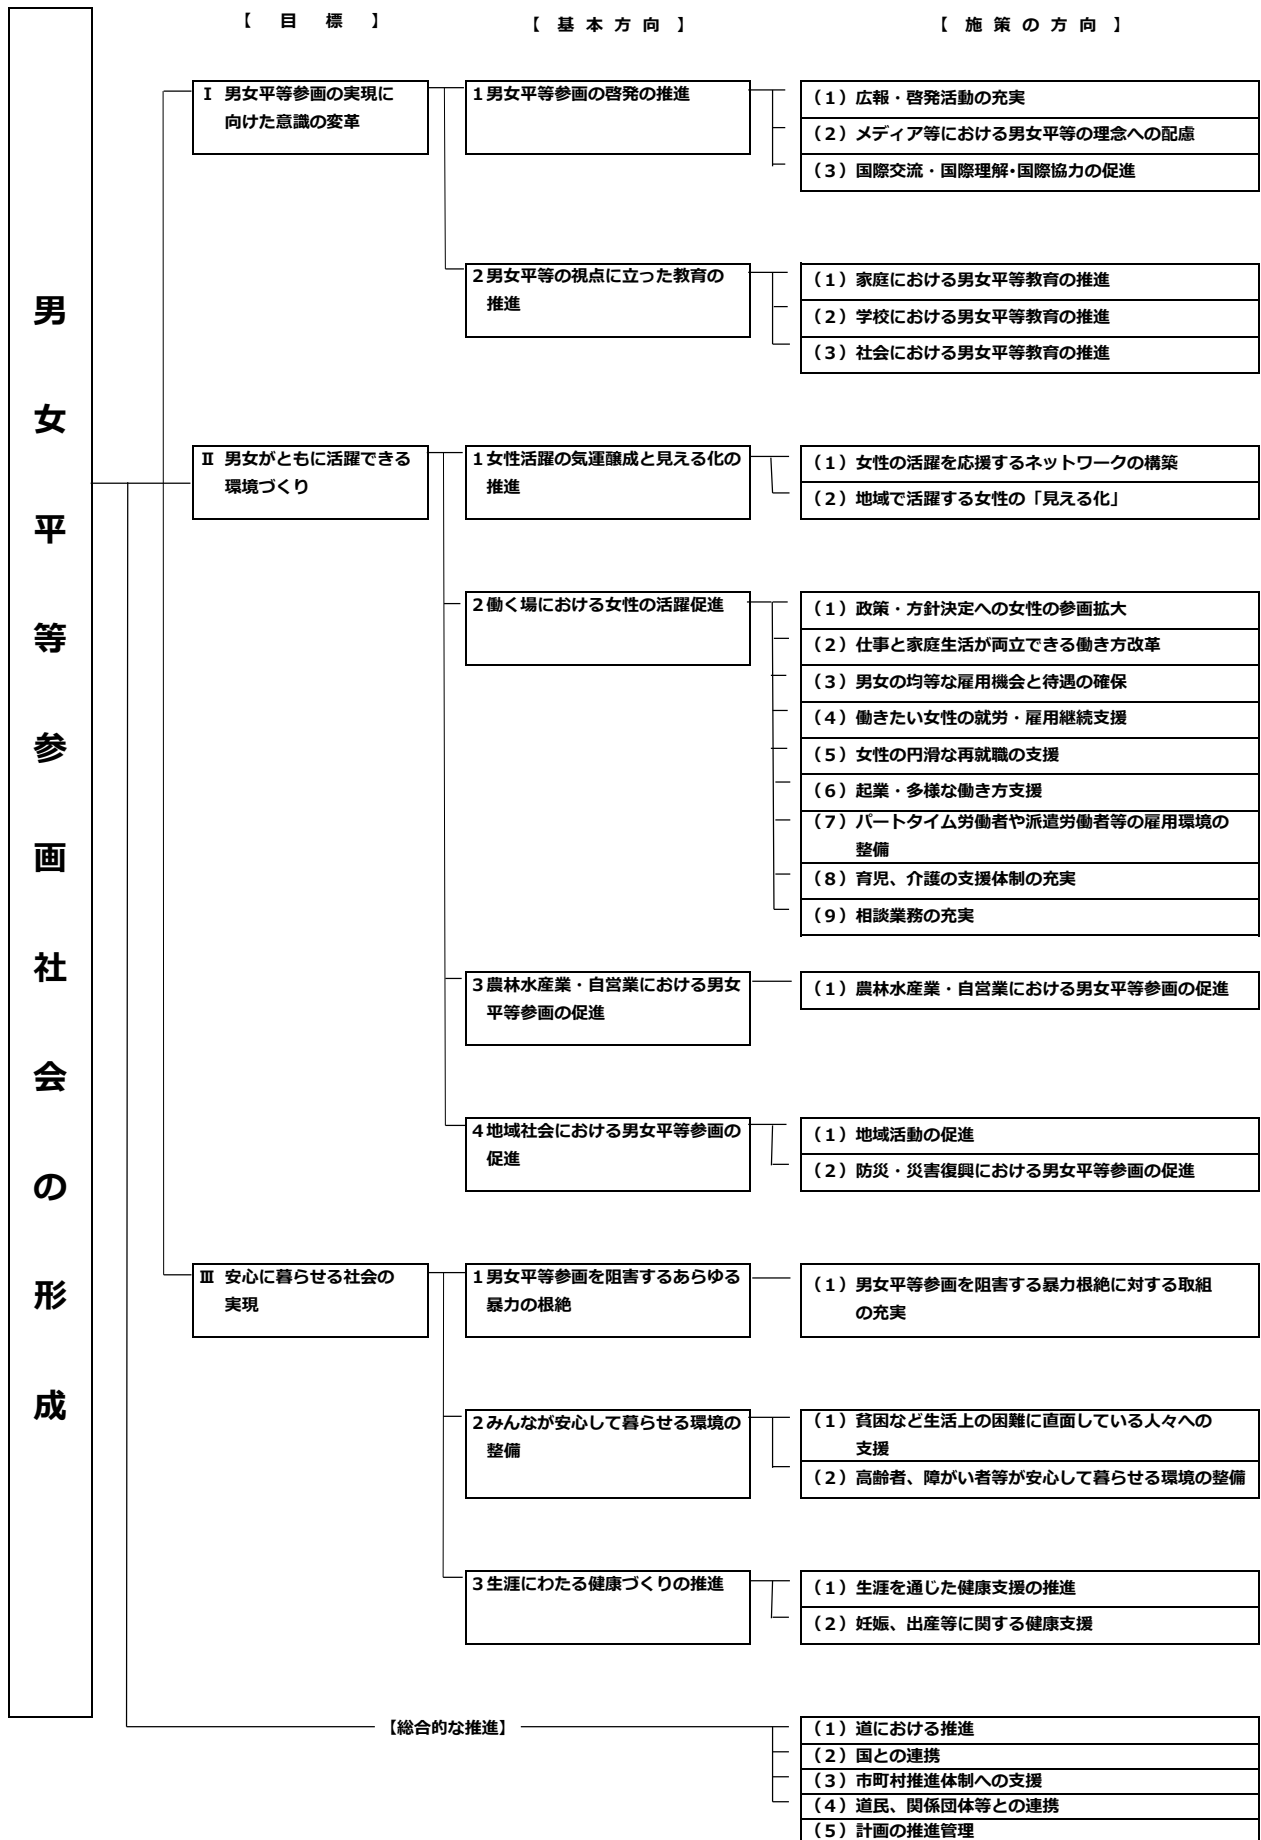 男女平等参画社会の形成
【 目 標 】
【 基 本 方 向 】
【 施 策 の 方 向 】
Ⅰ 男女平等参画の実現に
向けた意識の変革
1男女平等参画の啓発の推進
（１）広報・啓発活動の充実
（２）メディア等における男女平等の理念への配慮
（３）国際交流・国際理解･国際協力の促進
2男女平等の視点に立った教育の
推進
（１）家庭における男女平等教育の推進
（２）学校における男女平等教育の推進
（３）社会における男女平等教育の推進
Ⅱ 男女がともに活躍できる
環境づくり
1女性活躍の気運醸成と見える化の
推進
（１）女性の活躍を応援するネットワークの構築
（２）地域で活躍する女性の「見える化」
2働く場における女性の活躍促進
（１）政策・方針決定への女性の参画拡大
（２）仕事と家庭生活が両立できる働き方改革
（３）男女の均等な雇用機会と待遇の確保
（４）働きたい女性の就労・雇用継続支援
（５）女性の円滑な再就職の支援
（６）起業・多様な働き方支援
（７）パートタイム労働者や派遣労働者等の雇用環境の
整備
（８）育児、介護の支援体制の充実
（９）相談業務の充実
3農林水産業・自営業における男女
平等参画の促進
（１）農林水産業・自営業における男女平等参画の促進
4地域社会における男女平等参画の
促進
（１）地域活動の促進
（２）防災・災害復興における男女平等参画の促進
Ⅲ 安心に暮らせる社会の
実現
1男女平等参画を阻害するあらゆる
暴力の根絶
（１）男女平等参画を阻害する暴力根絶に対する取組
の充実
2みんなが安心して暮らせる環境の
整備
（１）貧困など生活上の困難に直面している人々への
支援
（２）高齢者、障がい者等が安心して暮らせる環境の整備
3生涯にわたる健康づくりの推進
（１）生涯を通じた健康支援の推進
（２）妊娠、出産等に関する健康支援
【総合的な推進】
（１）道における推進
（２）国との連携
（３）市町村推進体制への支援
（４）道民、関係団体等との連携
（５）計画の推進管理